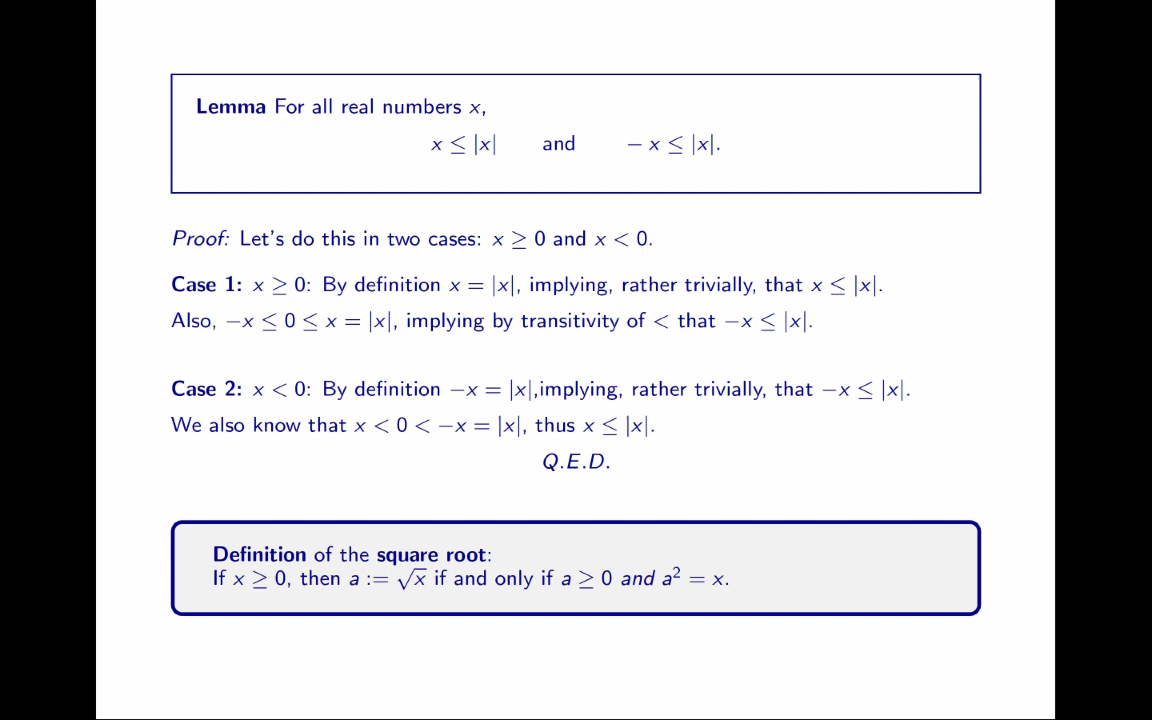 Lemma For all real numbers x,
x ≤ |x| and − x ≤ |x|.
Proof: Let's do this in two cases: x ≥ 0 and x < 0.
Case 1: x ≥ 0: By definition x = |x|, implying, rather trivially, that x ≤ |x|.
Also, −x ≤ 0 ≤ x = |x|, implying by transitivity of < that −x ≤ |x|.
Case 2: x < 0: By definition −x = |x|,implying, rather trivially, that −x ≤ |x|.
We also know that x < 0 < −x = |x|, thus x ≤ |x|.
Q.E.D.
Definition of the square root:
If x ≥ 0, then a := √x if and only if a ≥ 0 and a² = x.